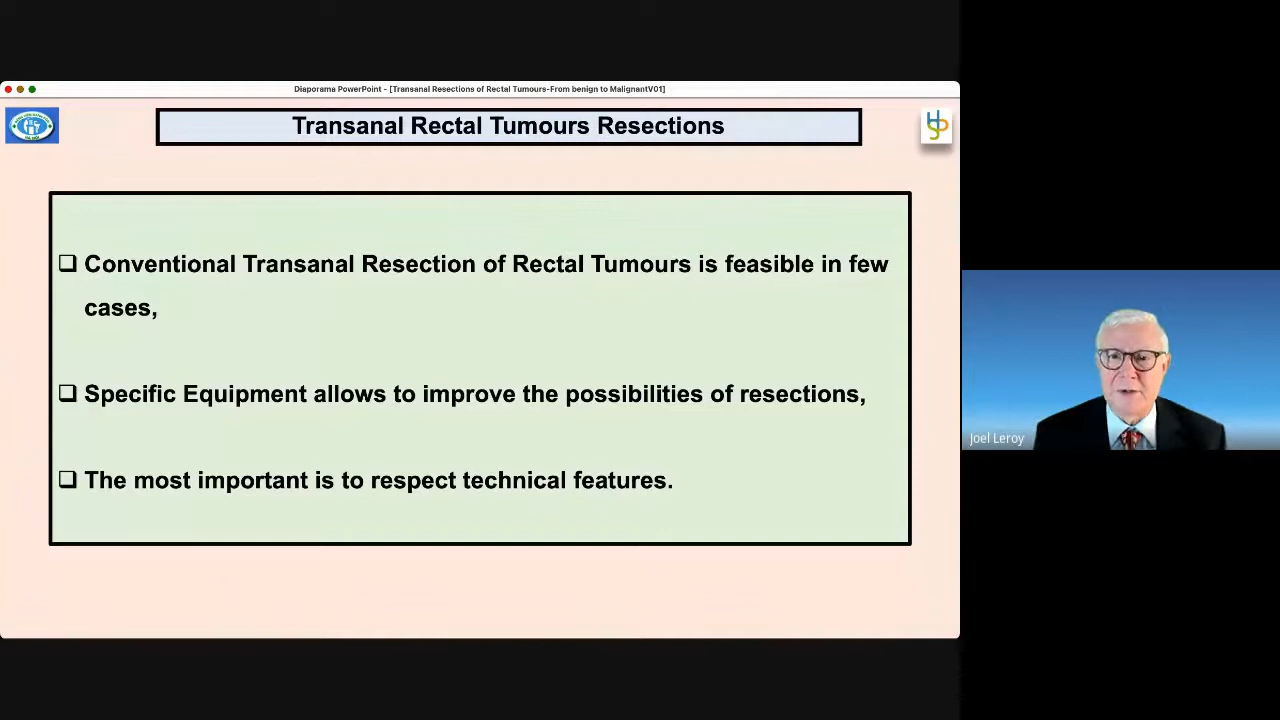 Diaporama PowerPoint - [Transanal Resections of Rectal Tumours-From benign to MalignantV01]
Transanal Rectal Tumours Resections
Conventional Transanal Resection of Rectal Tumours is feasible in few
cases,
Specific Equipment allows to improve the possibilities of resections,
The most important is to respect technical features.
Joel Leroy